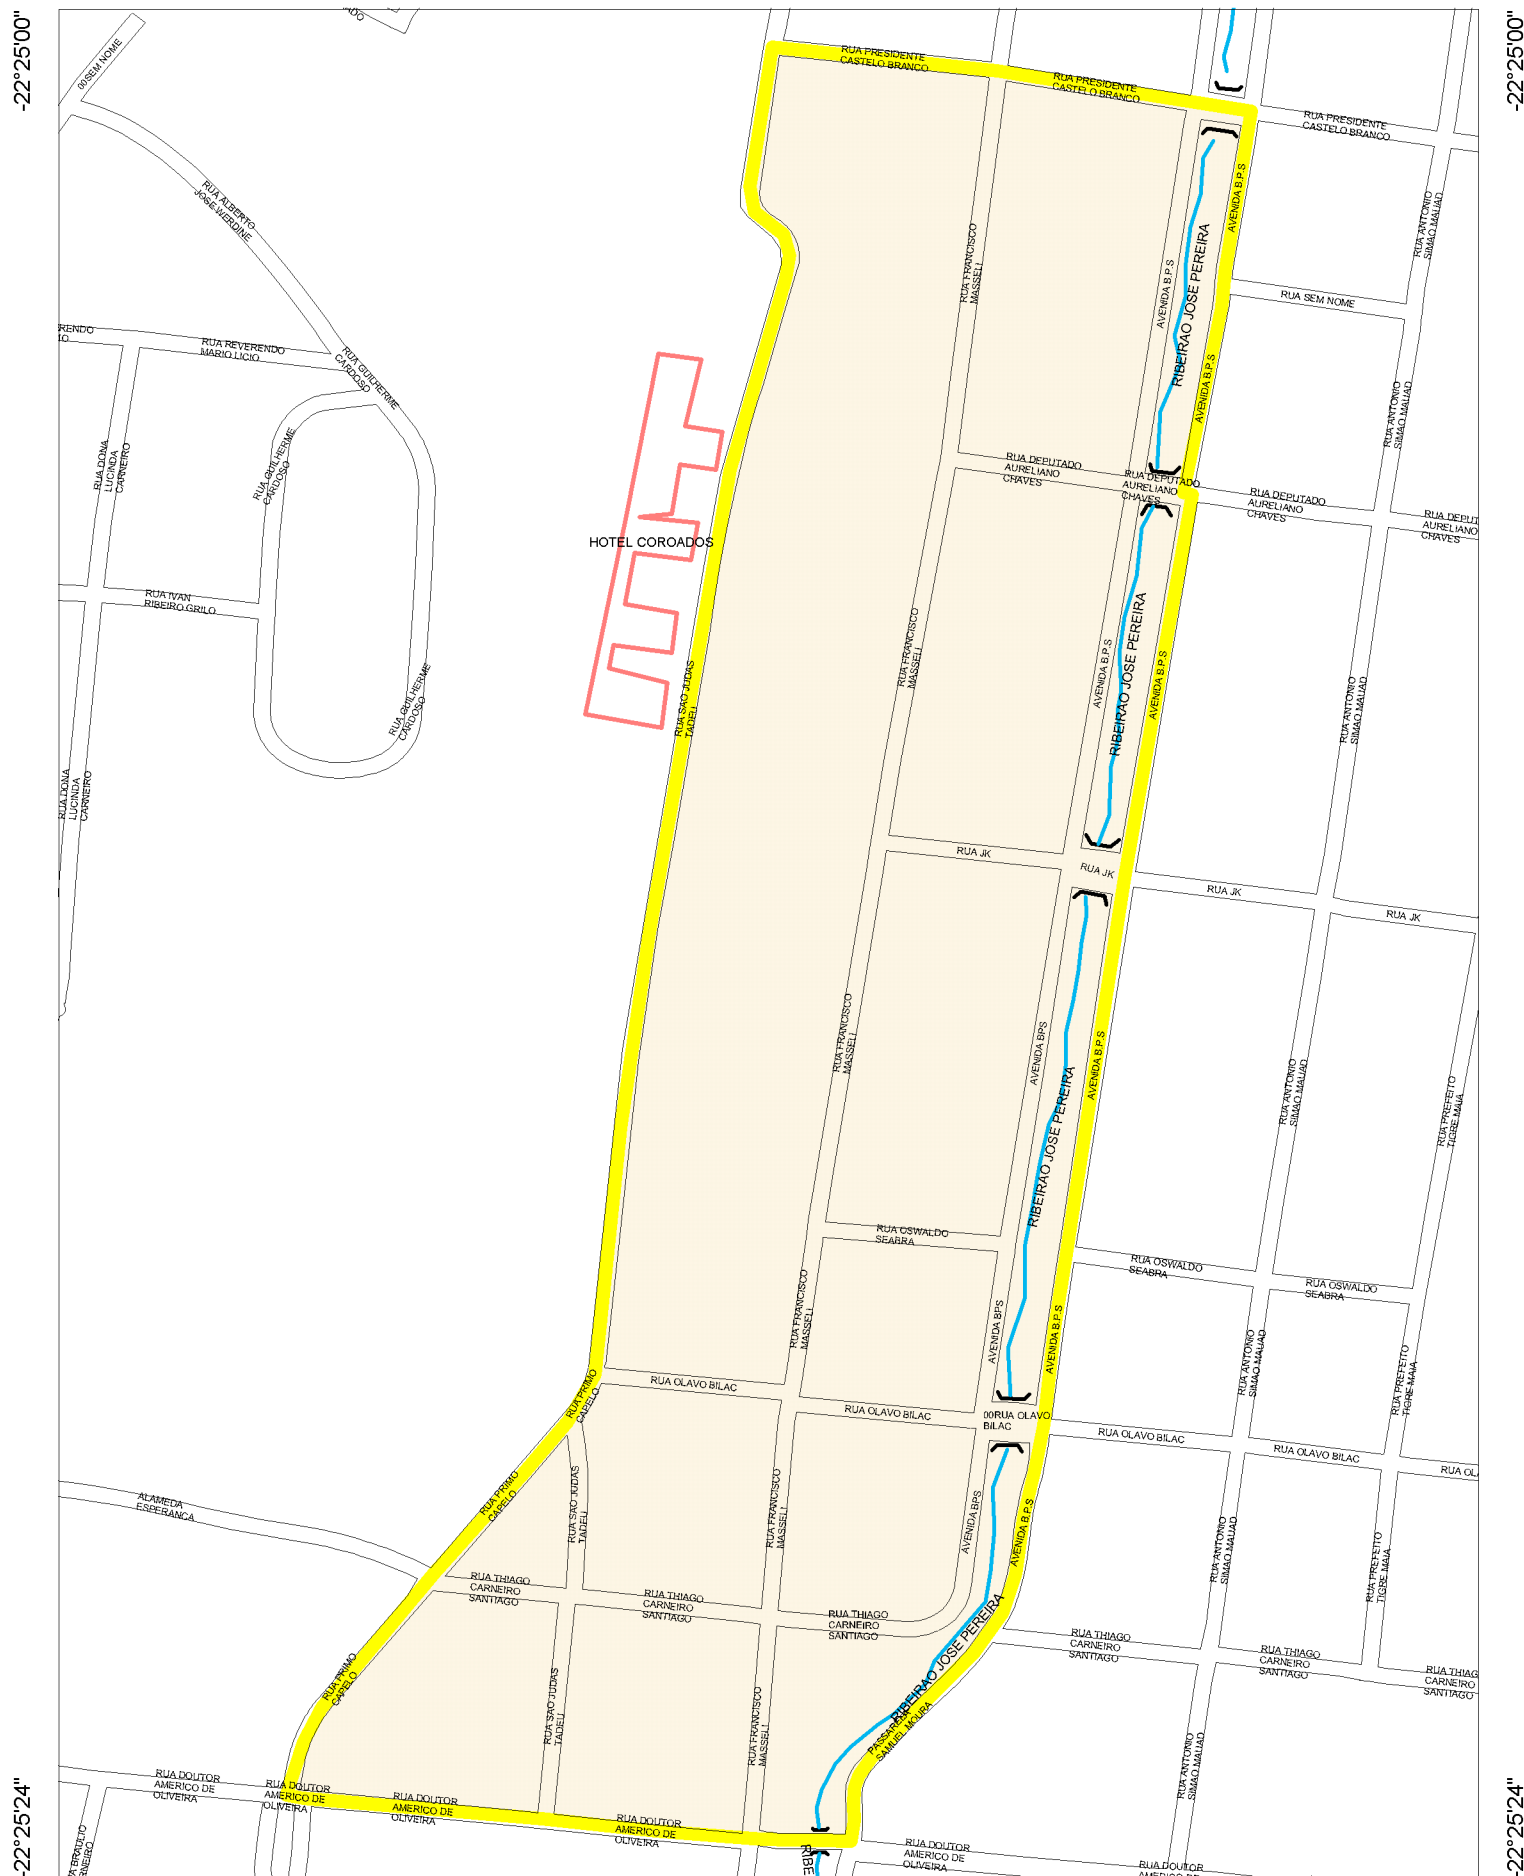 -22°25'00"
-22°25'00"
00SEM NOME
RUA PRESIDENTE
CASTELO BRANCO
RUA PRESIDENTE
CASTELO BRANCO
RUA PRESIDENTE
CASTELO BRANCO
RUA ALBERTO
JOSE WERDINE
AVENIDA B.P.S
RUA ANTONIO
SIMAO MAUAD
RUA FRANCISCO
MASSELI
AVENIDA B.P.S
RIBEIRAO JOSE PEREIRA
RUA SEM NOME
RENDO
RUA REVERENDO
MARIO LICIO
RUA GUILHERME
CARDOSO
AVENIDA B.P.S
RUA ANTONIO
SIMAO MAUAD
RUA DONA
LUCINDA
CARNEIRO
RUA GUILHERME
CARDOSO
RUA DEPUTADO
AURELIANO
CHAVES
RUA DEPUTADO
AURELIANO
CHAVES
RUA DEPUTADO
AURELIANO
CHAVES
RUA DEPUT
AURELIANO
CHAVES
HOTEL COROADOS
RUA IVAN
RIBEIRO GRILO
RUA FRANCISCO
MASSELI
AVENIDA B.P.S
RIBEIRAO JOSE PEREIRA
AVENIDA B.P.S
RUA ANTONIO
SIMAO MAUAD
RUA GUILHERME
CARDOSO
RUA SAO JUDAS
TADEU
RUA DONA
LUCINDA
CARNEIRO
RUA JK
RUA JK
RUA JK
RUA JK
RUA FRANCISCO
MASSELI
AVENIDA BPS
RIBEIRAO JOSE PEREIRA
AVENIDA B.P.S
RUA ANTONIO
SIMAO MAUAD
RUA PREFEITO
TIGRE MAIA
RUA OSWALDO
SEABRA
RUA OSWALDO
SEABRA
RUA OSWALDO
SEABRA
RUA FRANCISCO
MASSELI
AVENIDA BPS
AVENIDA B.P.S
RUA ANTONIO
SIMAO MAUAD
RUA PREFEITO
TIGRE MAIA
RUA PRIMO
CAPELO
RUA OLAVO BILAC
RUA OLAVO BILAC
00RUA OLAVO
BILAC
RUA OLAVO BILAC
RUA OLAVO BILAC
RUA OL
ALAMEDA
ESPERANCA
RUA PRIMO
CAPELO
RUA SAO JUDAS
TADEU
RUA FRANCISCO
MASSELI
AVENIDA BPS
AVENIDA B.P.S
RUA ANTONIO
SIMAO MAUAD
RUA PREFEITO
TIGRE MAIA
RUA THIAGO
CARNEIRO
SANTIAGO
RUA THIAGO
CARNEIRO
SANTIAGO
RUA THIAGO
CARNEIRO
SANTIAGO
RUA THIAGO
CARNEIRO
SANTIAGO
RUA THIAGO
CARNEIRO
SANTIAGO
RUA THIAG
CARNEIRO
SANTIAGO
RIBEIRAO JOSE PEREIRA
RUA PRIMO
CAPELO
RUA SAO JUDAS
TADEU
RUA FRANCISCO
MASSELI
PASSARELA
SAMUEL MOURA
RUA ANTONIO
SIMAO MAUAD
RUA DOUTOR
AMERICO DE
OLIVEIRA
RUA DOUTOR
AMERICO DE
OLIVEIRA
RUA DOUTOR
AMERICO DE
OLIVEIRA
RUA DOUTOR
AMERICO DE
OLIVEIRA
RUA DOUTOR
AMERICO DE
OLIVEIRA
RUA DOUTOR
RIBE
-22°25'24"
-22°25'24"